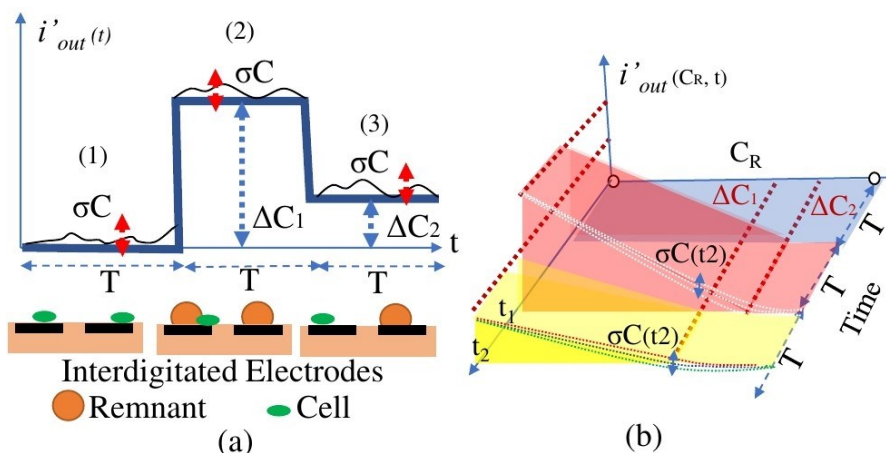 i'out (t)
(2)
σC
(3)
(1)
σC
σC
ΔC1
ΔC2
t
T
T
T
Interdigitated Electrodes
Remnant
Cell
(a)
i'out (CR, t)
CR
ΔC1
ΔC2
T
σC(t2)
T
Time
t1
σC(t2)
T
t2
(b)